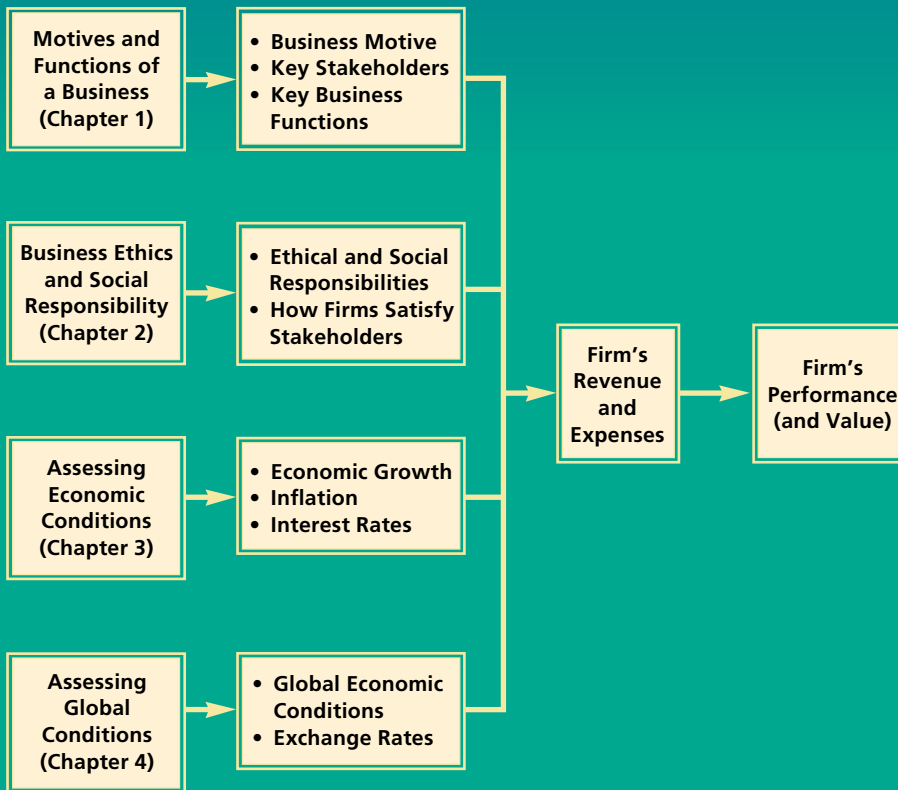 Motives and
Functions of
a Business
(Chapter 1)
• Business Motive
• Key Stakeholders
• Key Business
Functions
Business Ethics
and Social
Responsibility
(Chapter 2)
• Ethical and Social
Responsibilities
• How Firms Satisfy
Stakeholders
Assessing
Economic
Conditions
(Chapter 3)
• Economic Growth
• Inflation
• Interest Rates
Assessing
Global
Conditions
(Chapter 4)
• Global Economic
Conditions
• Exchange Rates
Firm's
Revenue
and
Expenses
Firm's
Performance
(and Value)